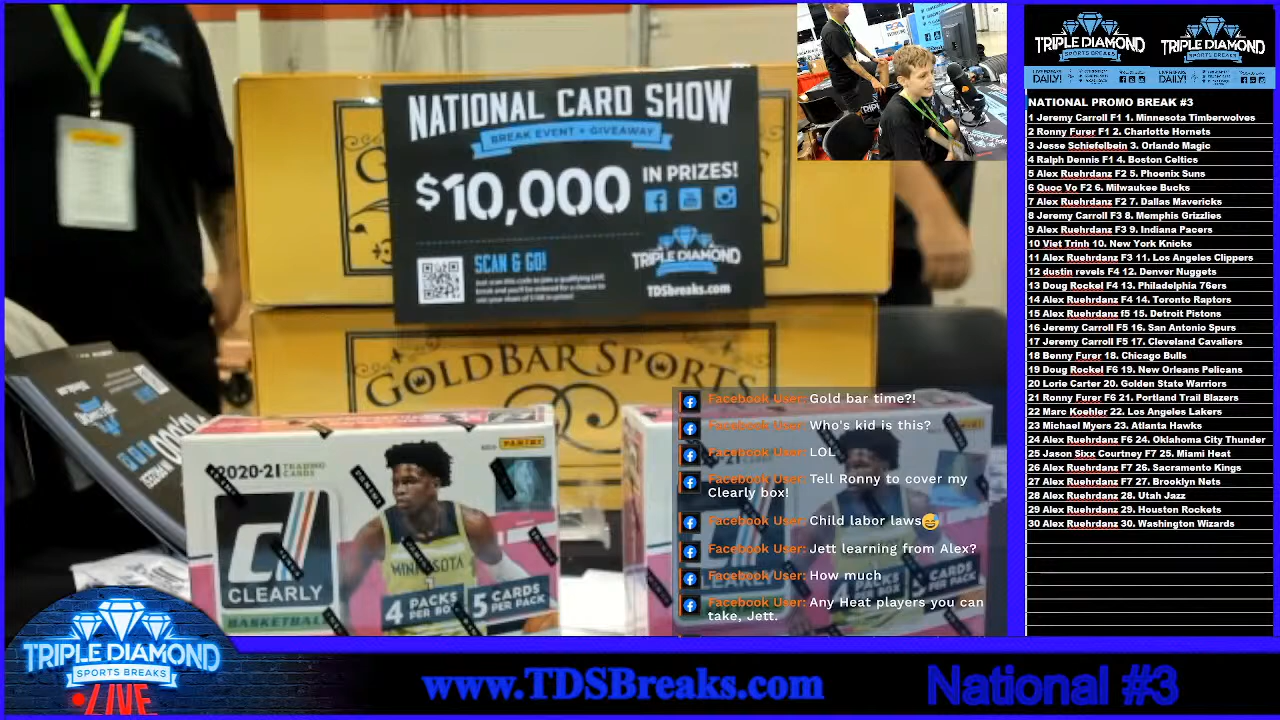 NATIONAL CARD SHOW
BREAK EVENT + GIVEAWAY
$10,000
IN PRIZES!
SCAN & GO!
TRIPLE DIAMOND
TDSbreaks.com
GOLDBAR SPORTS
2020-21 TRADING CARDS
PANINI
CLEARLY
BASKETBALL
MINNESOTA
1
4 PACKS PER BOX
5 CARDS PER PACK
Facebook User: Gold bar time?!
Facebook User: Who's kid is this?
Facebook User: LOL
Facebook User: Tell Ronny to cover my
Clearly box!
Facebook User: Child labor laws😅
Facebook User: Jett learning from Alex?
Facebook User: How much
Facebook User: Any Heat players you can
take, Jett.
TRIPLE DIAMOND
SPORTS BREAKS
TRIPLE DIAMOND
SPORTS BREAKS
LIVE BREAKS
DAILY!
LIVE BREAKS
DAILY!
NATIONAL PROMO BREAK #3
1 Jeremy Carroll F1 1. Minnesota Timberwolves
2 Ronny Furer F1 2. Charlotte Hornets
3 Jesse Schiefelbein 3. Orlando Magic
4 Ralph Dennis F1 4. Boston Celtics
5 Alex Ruehrdanz F2 5. Phoenix Suns
6 Quoc Vo F2 6. Milwaukee Bucks
7 Alex Ruehrdanz F2 7. Dallas Mavericks
8 Jeremy Carroll F3 8. Memphis Grizzlies
9 Alex Ruehrdanz F3 9. Indiana Pacers
10 Viet Trinh 10. New York Knicks
11 Alex Ruehrdanz F3 11. Los Angeles Clippers
12 dustin revels F4 12. Denver Nuggets
13 Doug Rockel F4 13. Philadelphia 76ers
14 Alex Ruehrdanz F4 14. Toronto Raptors
15 Alex Ruehrdanz f5 15. Detroit Pistons
16 Jeremy Carroll F5 16. San Antonio Spurs
17 Jeremy Carroll F5 17. Cleveland Cavaliers
18 Benny Furer 18. Chicago Bulls
19 Doug Rockel F6 19. New Orleans Pelicans
20 Lorie Carter 20. Golden State Warriors
21 Ronny Furer F6 21. Portland Trail Blazers
22 Marc Koehler 22. Los Angeles Lakers
23 Michael Myers 23. Atlanta Hawks
24 Alex Ruehrdanz F6 24. Oklahoma City Thunder
25 Jason Sixx Courtney F7 25. Miami Heat
26 Alex Ruehrdanz F7 26. Sacramento Kings
27 Alex Ruehrdanz F7 27. Brooklyn Nets
28 Alex Ruehrdanz 28. Utah Jazz
29 Alex Ruehrdanz 29. Houston Rockets
30 Alex Ruehrdanz 30. Washington Wizards
TRIPLE DIAMOND
SPORTS BREAKS
LIVE
www.TDSBreaks.com
National #3